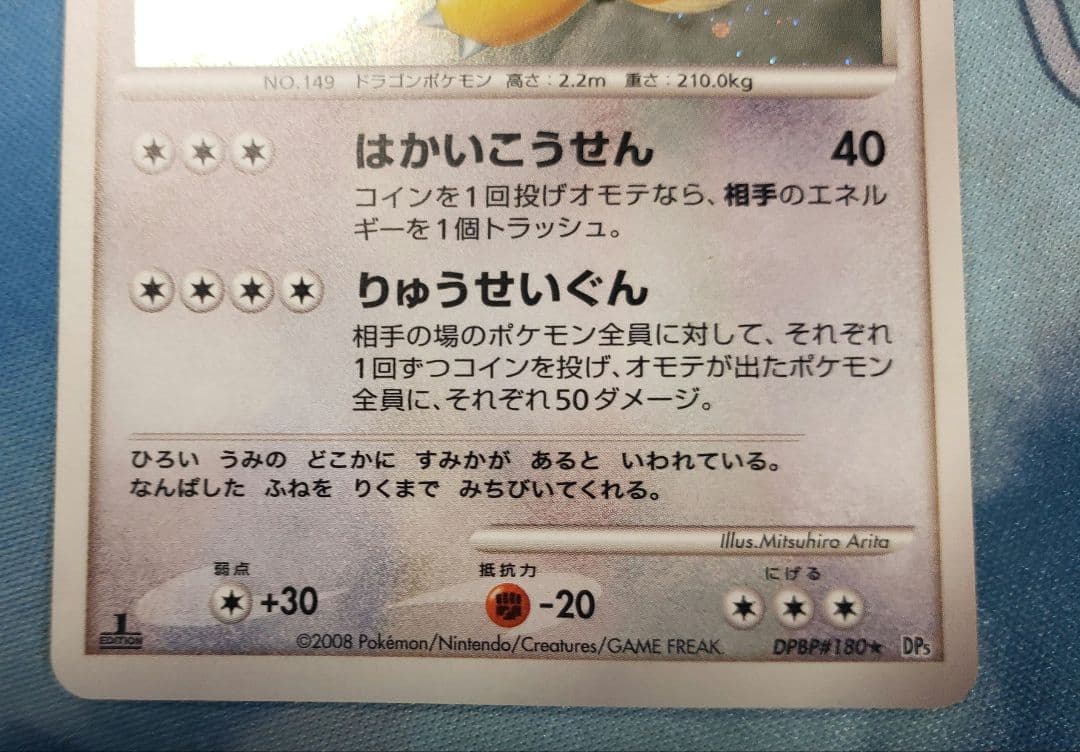 NO.149 ドラゴンポケモン 高さ：2.2m 重さ：210.0kg
はかいこうせん 40
コインを1回投げオモテなら、相手のエネル
ギーを1個トラッシュ。
りゅうせいぐん
相手の場のポケモン全員に対して、それぞれ
1回ずつコインを投げ、オモテが出たポケモン
全員に、それぞれ50ダメージ。
ひろい うみの どこかに すみかが あると いわれている。
なんぱした ふねを りくまで みちびいてくれる。
Illus.Mitsuhiro Arita
弱点 抵抗力 にげる
+30 -20
1 EDITION ©2008 Pokémon/Nintendo/Creatures/GAME FREAK. DPBP#180★ DP5